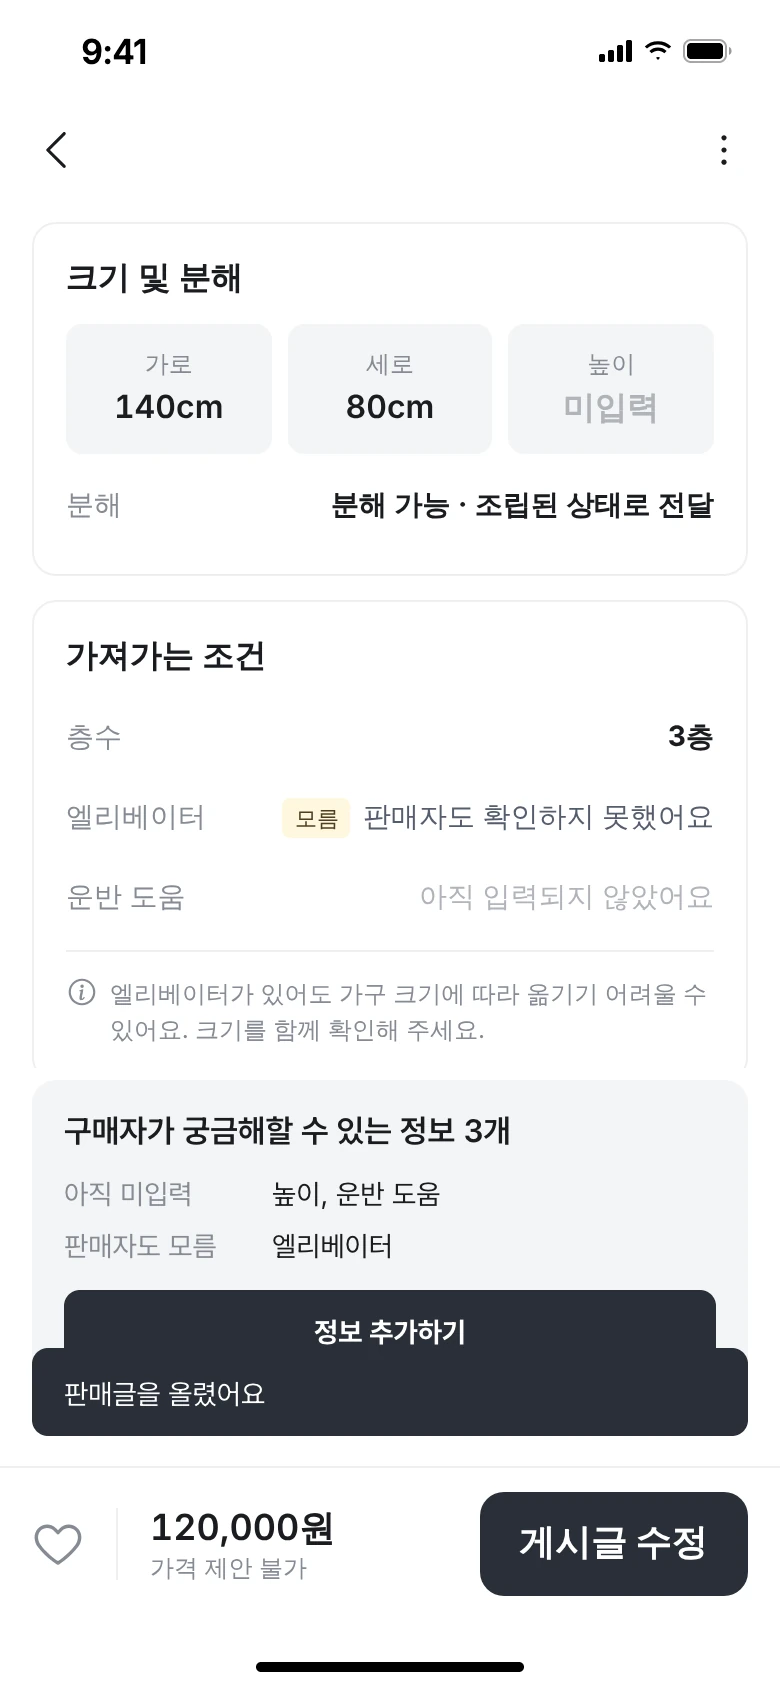 9:41
크기 및 분해
가로
140cm
세로
80cm
높이
미입력
분해
분해 가능 · 조립된 상태로 전달
가져가는 조건
층수
3층
엘리베이터
모름
판매자도 확인하지 못했어요
운반 도움
아직 입력되지 않았어요
엘리베이터가 있어도 가구 크기에 따라 옮기기 어려울 수
있어요. 크기를 함께 확인해 주세요.
구매자가 궁금해할 수 있는 정보 3개
아직 미입력
높이, 운반 도움
판매자도 모름
엘리베이터
정보 추가하기
판매글을 올렸어요
120,000원
가격 제안 불가
게시글 수정